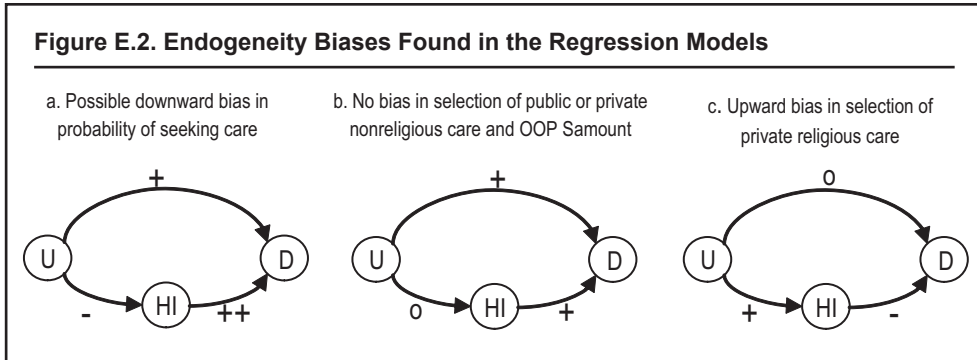 Figure E.2. Endogeneity Biases Found in the Regression Models
a. Possible downward bias in
probability of seeking care
b. No bias in selection of public or private
nonreligious care and OOP Samount
c. Upward bias in selection of
private religious care
+
U
D
HI
-
++
+
U
D
HI
o
+
o
U
D
HI
+
-